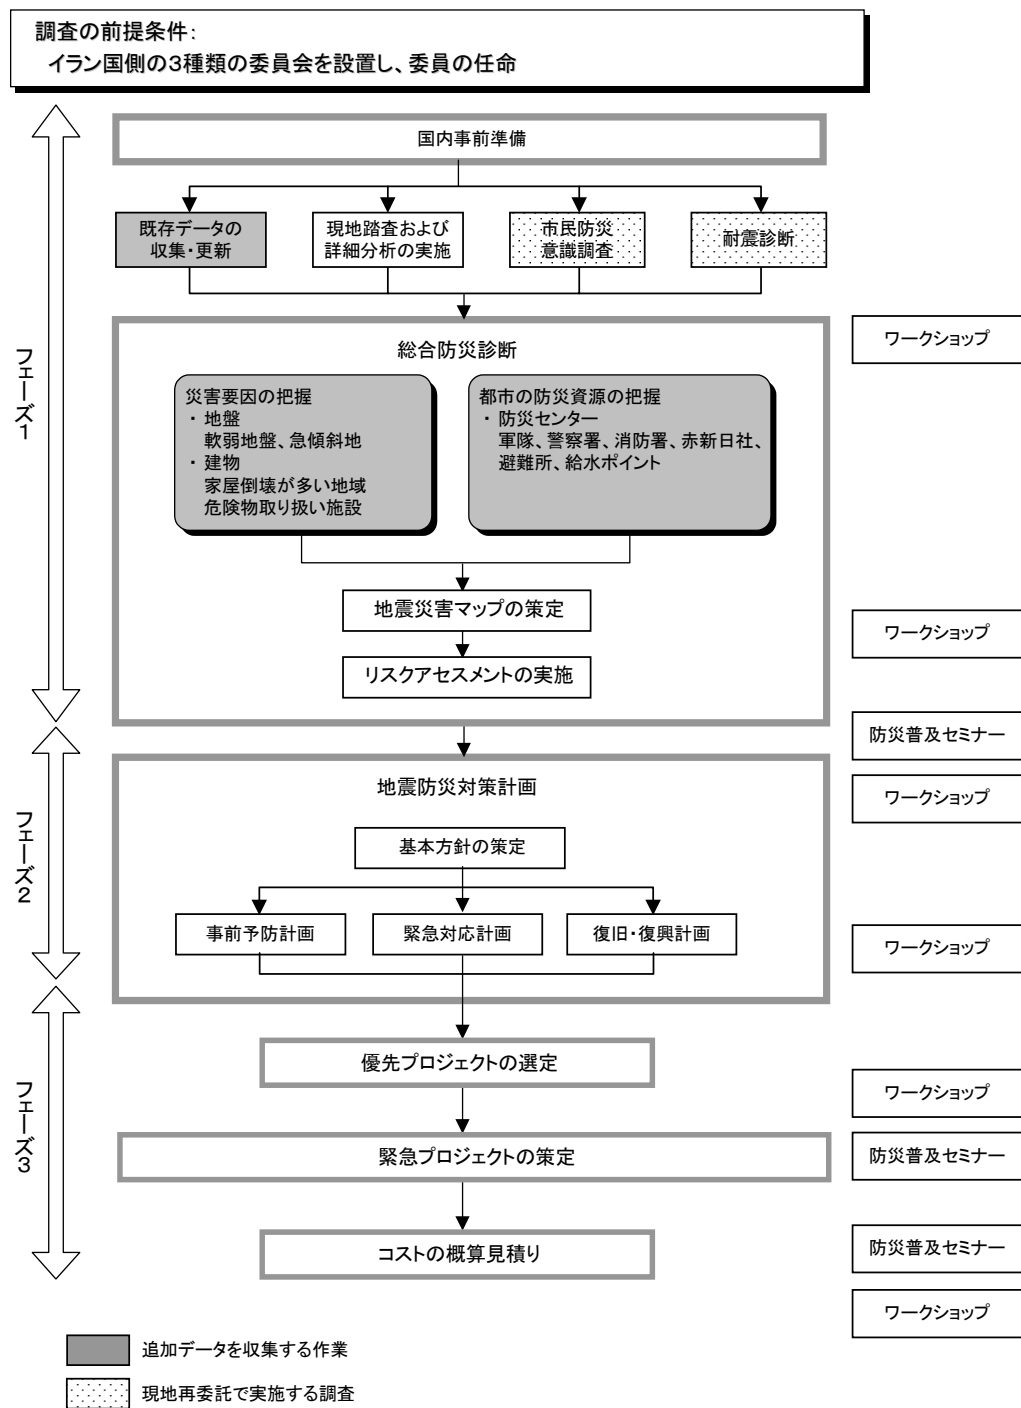 調査の前提条件：
イラン国側の3種類の委員会を設置し、委員の任命
国内事前準備
既存データの
収集・更新
現地踏査および
詳細分析の実施
市民防災
意識調査
耐震診断
フェーズ1
総合防災診断
ワークショップ
災害要因の把握
・ 地盤
軟弱地盤、急傾斜地
・ 建物
家屋倒壊が多い地域
危険物取り扱い施設
都市の防災資源の把握
・ 防災センター
軍隊、警察署、消防署、赤新日社、
避難所、給水ポイント
地震災害マップの策定
ワークショップ
リスクアセスメントの実施
防災普及セミナー
フェーズ2
地震防災対策計画
ワークショップ
基本方針の策定
事前予防計画
緊急対応計画
復旧・復興計画
ワークショップ
フェーズ3
優先プロジェクトの選定
ワークショップ
緊急プロジェクトの策定
防災普及セミナー
コストの概算見積り
防災普及セミナー
ワークショップ
追加データを収集する作業
現地再委託で実施する調査